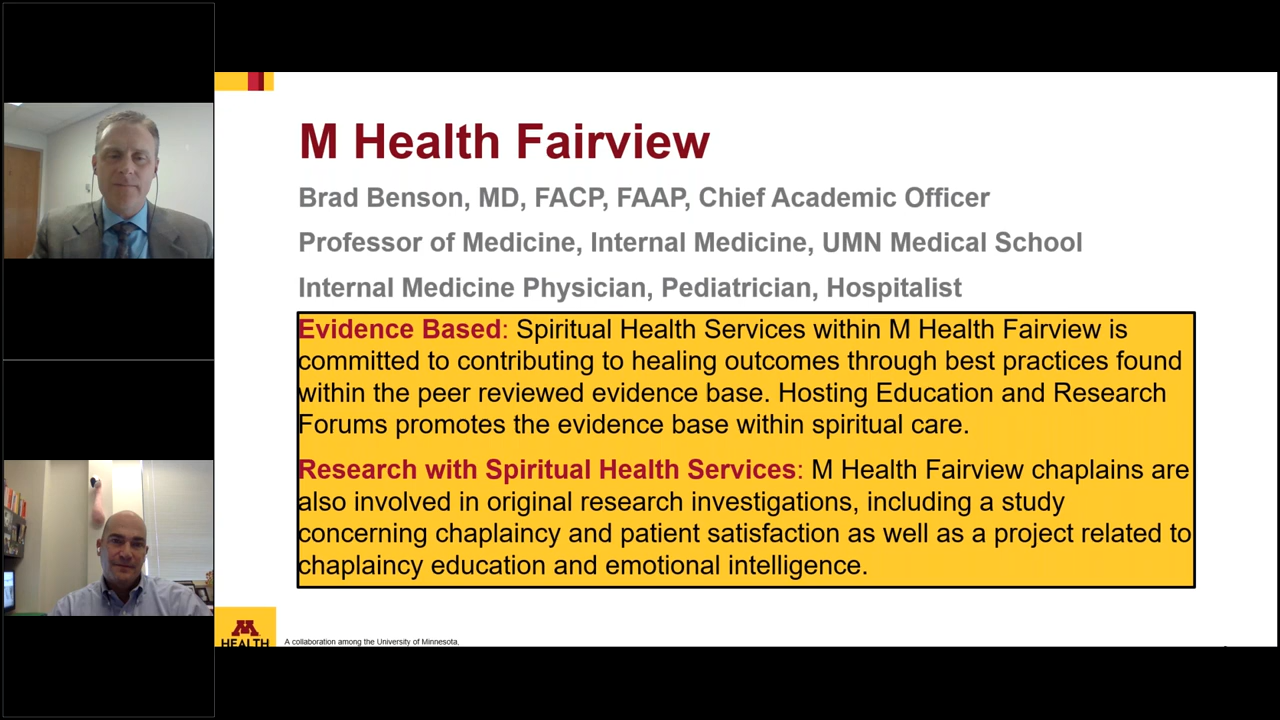 M Health Fairview
Brad Benson, MD, FACP, FAAP, Chief Academic Officer
Professor of Medicine, Internal Medicine, UMN Medical School
Internal Medicine Physician, Pediatrician, Hospitalist
Evidence Based: Spiritual Health Services within M Health Fairview is
committed to contributing to healing outcomes through best practices found
within the peer reviewed evidence base. Hosting Education and Research
Forums promotes the evidence base within spiritual care.
Research with Spiritual Health Services: M Health Fairview chaplains are
also involved in original research investigations, including a study
concerning chaplaincy and patient satisfaction as well as a project related to
chaplaincy education and emotional intelligence.
M
HEALTH
A collaboration among the University of Minnesota,